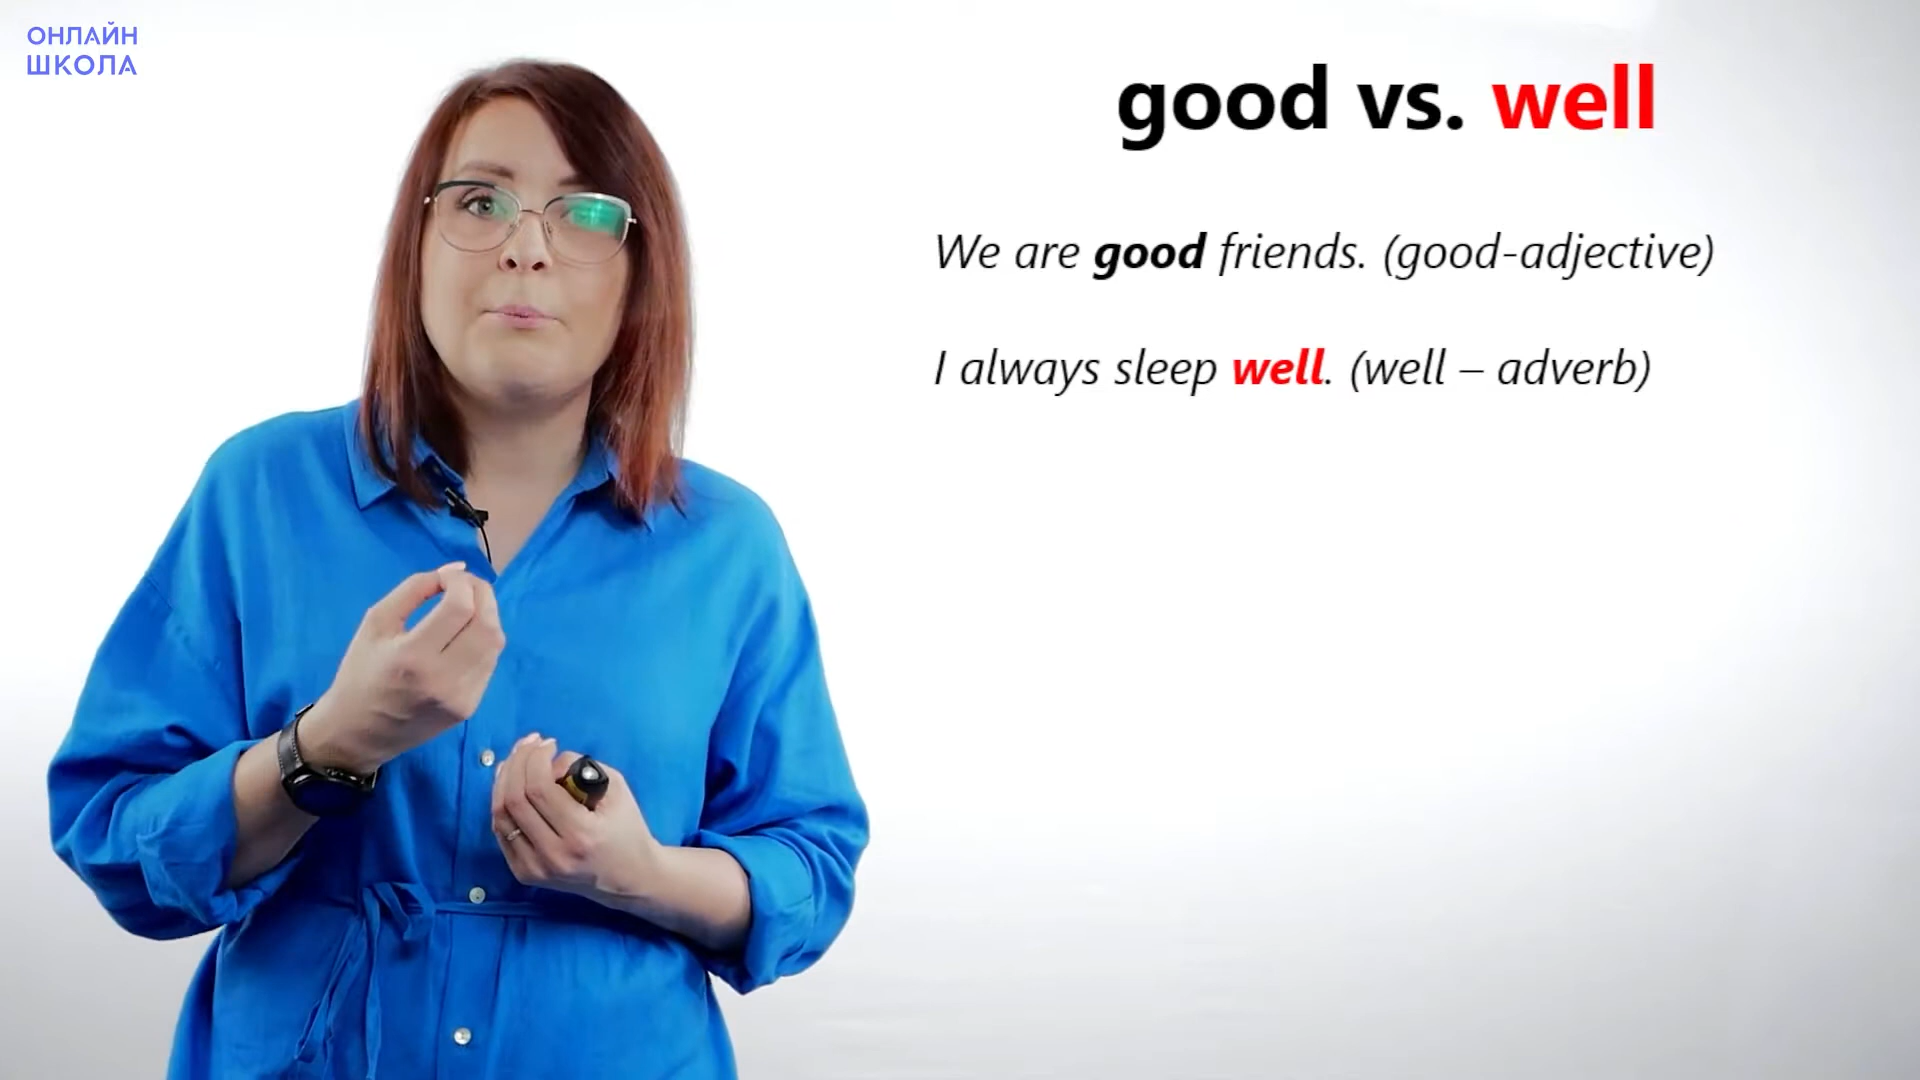 ОНЛАЙН
ШКОЛА
good vs. well
We are good friends. (good-adjective)
I always sleep well. (well – adverb)